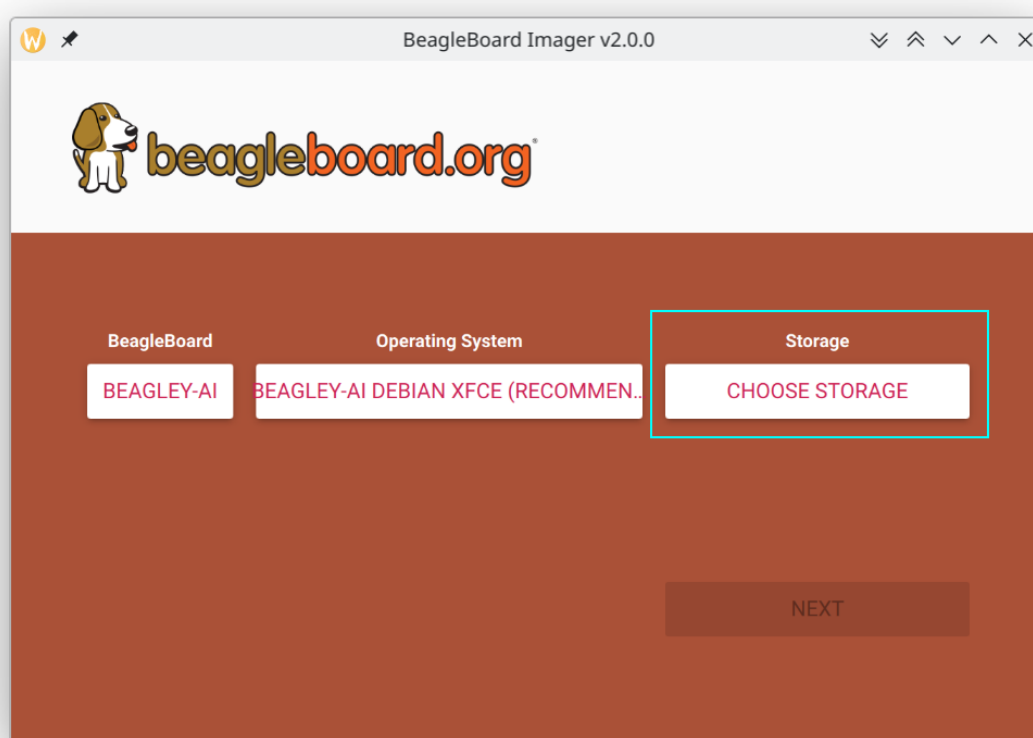 BeagleBoard Imager v2.0.0
beagleboard.org®
BeagleBoard
Operating System
Storage
BEAGLEY-AI
BEAGLEY-AI DEBIAN XFCE (RECOMMEN..
CHOOSE STORAGE
NEXT